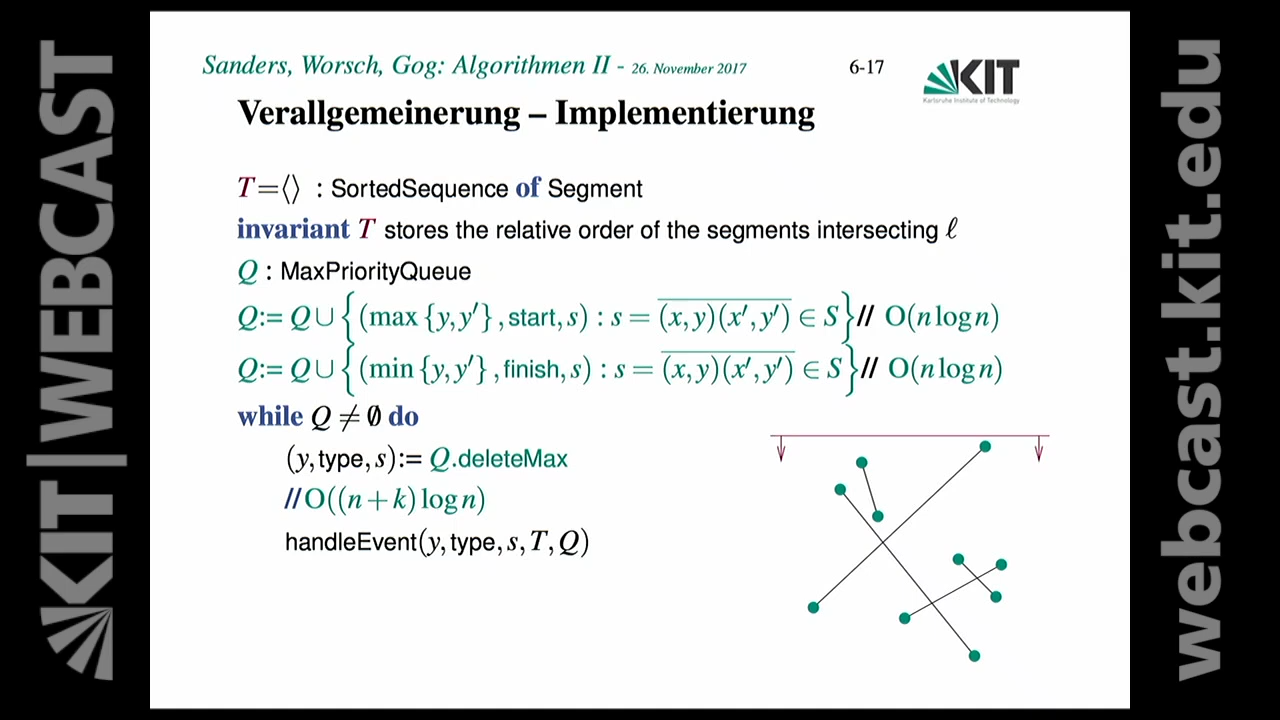 KIT|WEBCAST
Sanders, Worsch, Gog: Algorithmen II - 26. November 2017
6-17
KIT
Karlsruhe Institute of Technology
Verallgemeinerung – Implementierung
T=⟨⟩ : SortedSequence of Segment
invariant T stores the relative order of the segments intersecting ℓ
Q : MaxPriorityQueue
Q:= Q∪{(max{y,y′},start,s) : s = \overline{(x,y)(x′,y′)} ∈ S}// O(n log n)
Q:= Q∪{(min{y,y′},finish,s) : s = \overline{(x,y)(x′,y′)} ∈ S}// O(n log n)
while Q ≠ ∅ do
(y,type,s):= Q.deleteMax
//O((n+k) log n)
handleEvent(y,type,s,T,Q)
webcast.kit.edu